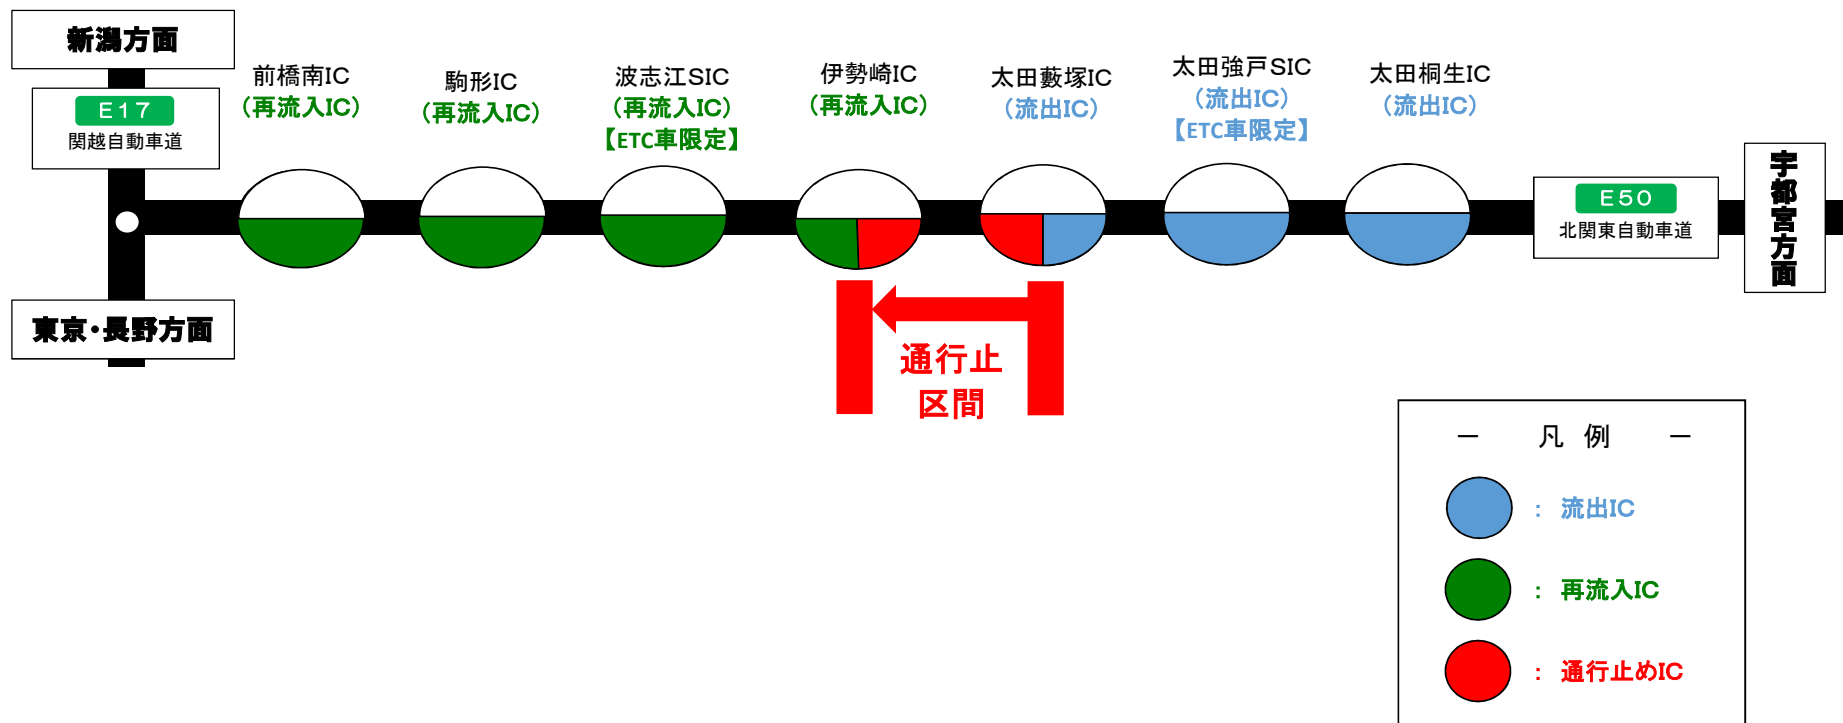 新潟方面
E17
関越自動車道
東京・長野方面
前橋南IC
（再流入IC）
駒形IC
（再流入IC）
波志江SIC
（再流入IC）
【ETC車限定】
伊勢崎IC
（再流入IC）
太田藪塚IC
（流出IC）
太田強戸SIC
（流出IC）
【ETC車限定】
太田桐生IC
（流出IC）
E50
北関東自動車道
宇都宮方面
通行止
区間
－ 凡 例 －
： 流出IC
： 再流入IC
： 通行止めIC